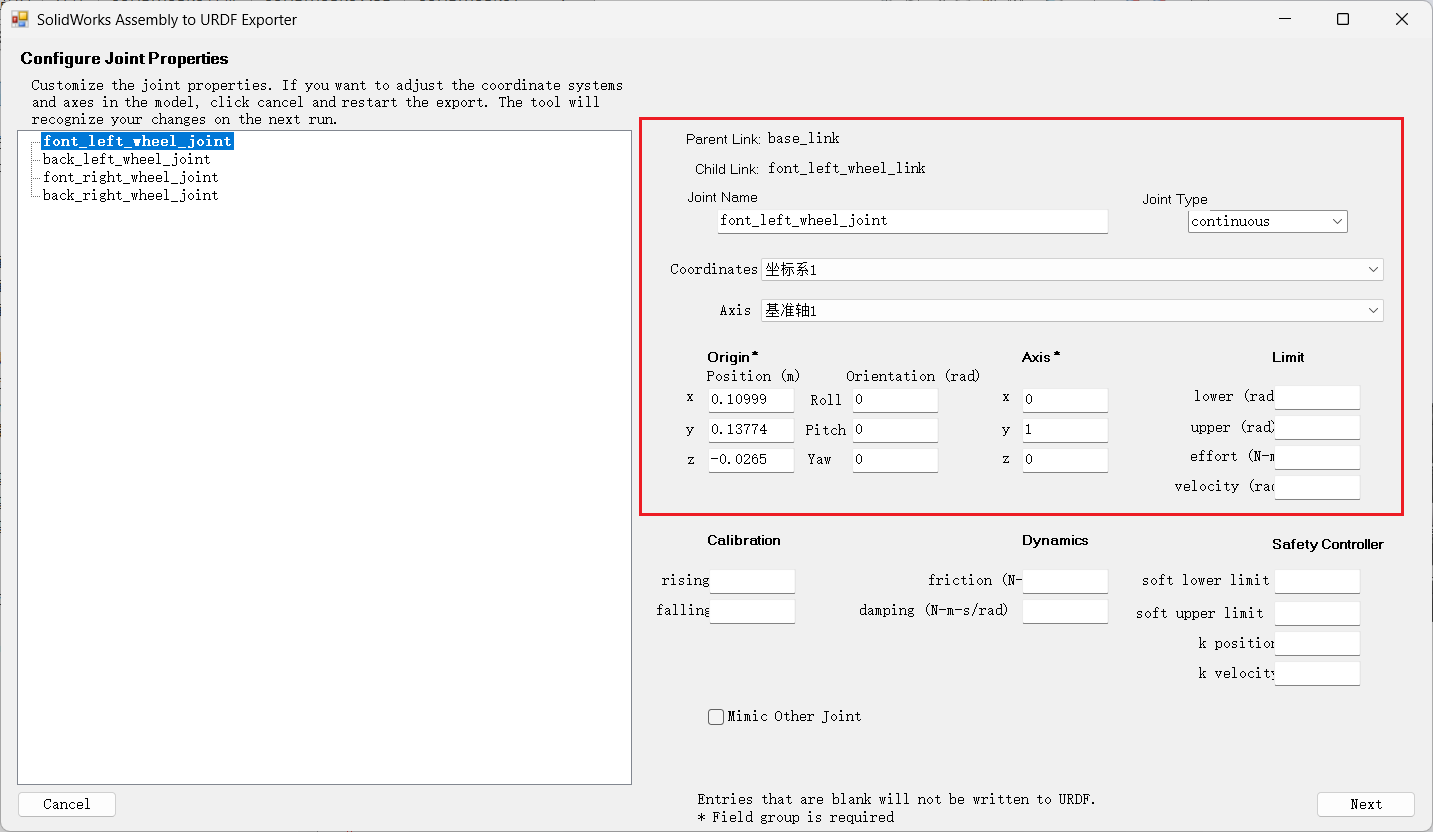 SolidWorks Assembly to URDF Exporter
Configure Joint Properties
Customize the joint properties. If you want to adjust the coordinate systems
and axes in the model, click cancel and restart the export. The tool will
recognize your changes on the next run.
font_left_wheel_joint
back_left_wheel_joint
font_right_wheel_joint
back_right_wheel_joint
Parent Link: base_link
Child Link: font_left_wheel_link
Joint Name
font_left_wheel_joint
Joint Type
continuous
Coordinates 坐标系1
Axis 基准轴1
Origin* Axis* Limit
Position (m) Orientation (rad)
x 0.10999 Roll 0 x 0 lower (rad
y 0.13774 Pitch 0 y 1 upper (rad)
z -0.0265 Yaw 0 z 0 effort (N-m
velocity (rad
Calibration Dynamics Safety Controller
rising friction (N- soft lower limit
falling damping (N-m-s/rad) soft upper limit
k position
k velocity
Mimic Other Joint
Entries that are blank will not be written to URDF.
* Field group is required
Cancel Next